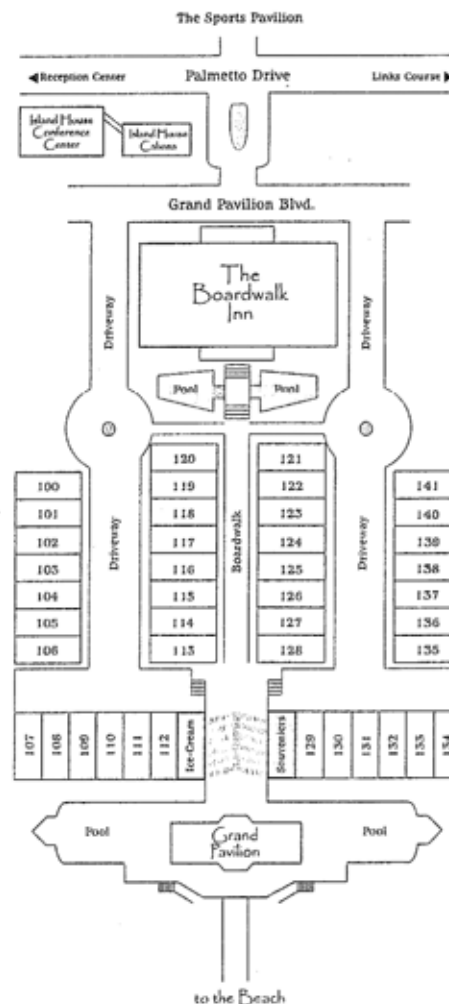 The Sports Pavilion
◄Reception Center
Palmetto Drive
Links Course►
Island House
Conference
Center
Island House
Cabana
Grand Pavilion Blvd.
The
Boardwalk
Inn
Driveway
Driveway
Pool
Pool
120
121
100
119
122
141
101
118
123
140
102
117
124
139
103
116
125
138
104
115
126
137
105
114
127
136
106
113
128
135
Driveway
Boardwalk
Driveway
107
108
109
110
111
112
Ice-Cream
Souveniers
129
130
131
132
133
134
Pool
Grand
Pavilion
Pool
to the Beach